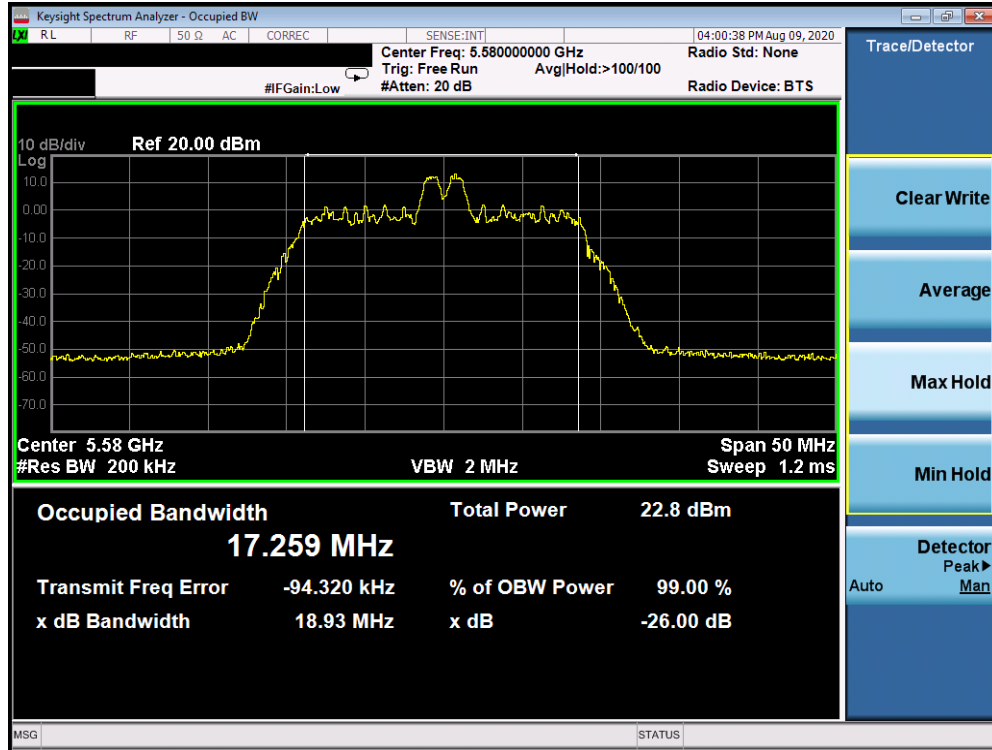 Keysight Spectrum Analyzer - Occupied BW
LXI RL RF 50 Ω AC CORREC SENSE:INT 04:00:38 PM Aug 09, 2020
Center Freq: 5.580000000 GHz Radio Std: None
Trig: Free Run Avg|Hold:>100/100
#IFGain:Low #Atten: 20 dB Radio Device: BTS
Trace/Detector
10 dB/div Ref 20.00 dBm
Log
10.0
0.00
-10.0
-20.0
-30.0
-40.0
-50.0
-60.0
-70.0
Center 5.58 GHz Span 50 MHz
#Res BW 200 kHz VBW 2 MHz Sweep 1.2 ms
Occupied Bandwidth Total Power 22.8 dBm
17.259 MHz
Transmit Freq Error -94.320 kHz % of OBW Power 99.00 %
x dB Bandwidth 18.93 MHz x dB -26.00 dB
Clear Write
Average
Max Hold
Min Hold
Detector
Peak▶
Auto Man
MSG STATUS